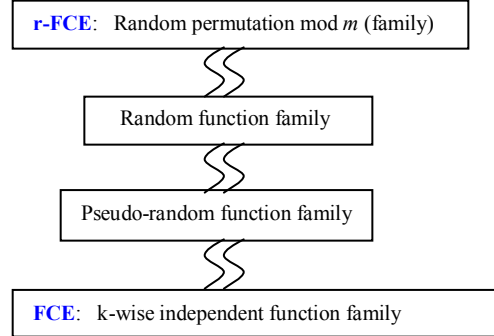 r-FCE: Random permutation mod m (family)
Random function family
Pseudo-random function family
FCE: k-wise independent function family